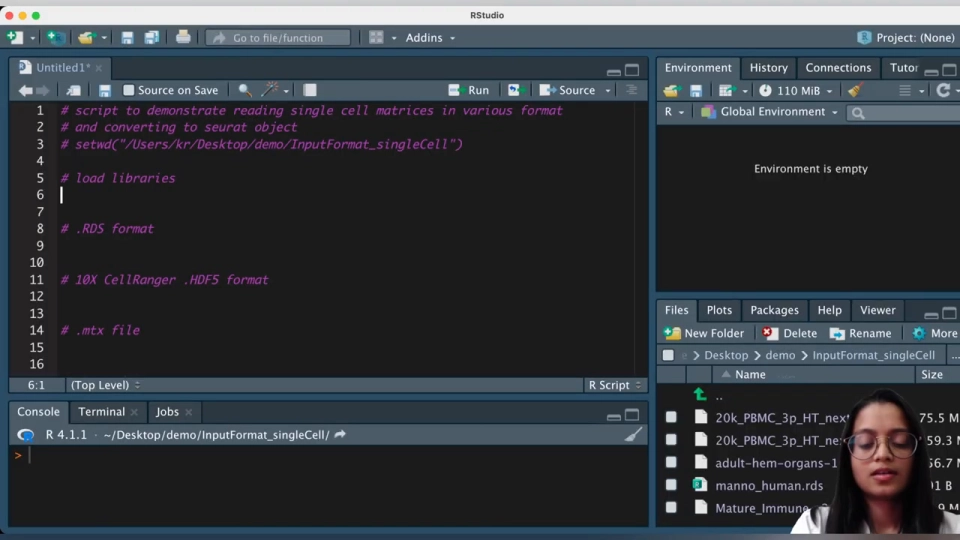 RStudio
Go to file/function
Addins
Project: (None)
Untitled1*
Source on Save
Run
Source
1 # script to demonstrate reading single cell matrices in various format
2 # and converting to seurat object
3 # setwd("/Users/kr/Desktop/demo/InputFormat_singleCell")
4
5 # load libraries
6
7
8 # .RDS format
9
10
11 # 10X CellRanger .HDF5 format
12
13
14 # .mtx file
15
16
6:1 (Top Level) R Script
Console Terminal Jobs
R 4.1.1 · ~/Desktop/demo/InputFormat_singleCell/
>
Environment History Connections Tutor
110 MiB
R Global Environment
Environment is empty
Files Plots Packages Help Viewer
New Folder Delete Rename More
Desktop demo InputFormat_singleCell ...
Name Size
..
20k_PBMC_3p_HT_nex 75.5 M
20k_PBMC_3p_HT_ne 59.3 M
adult-hem-organs-1 56.7 M
manno_human.rds 91 B
Mature_Immune